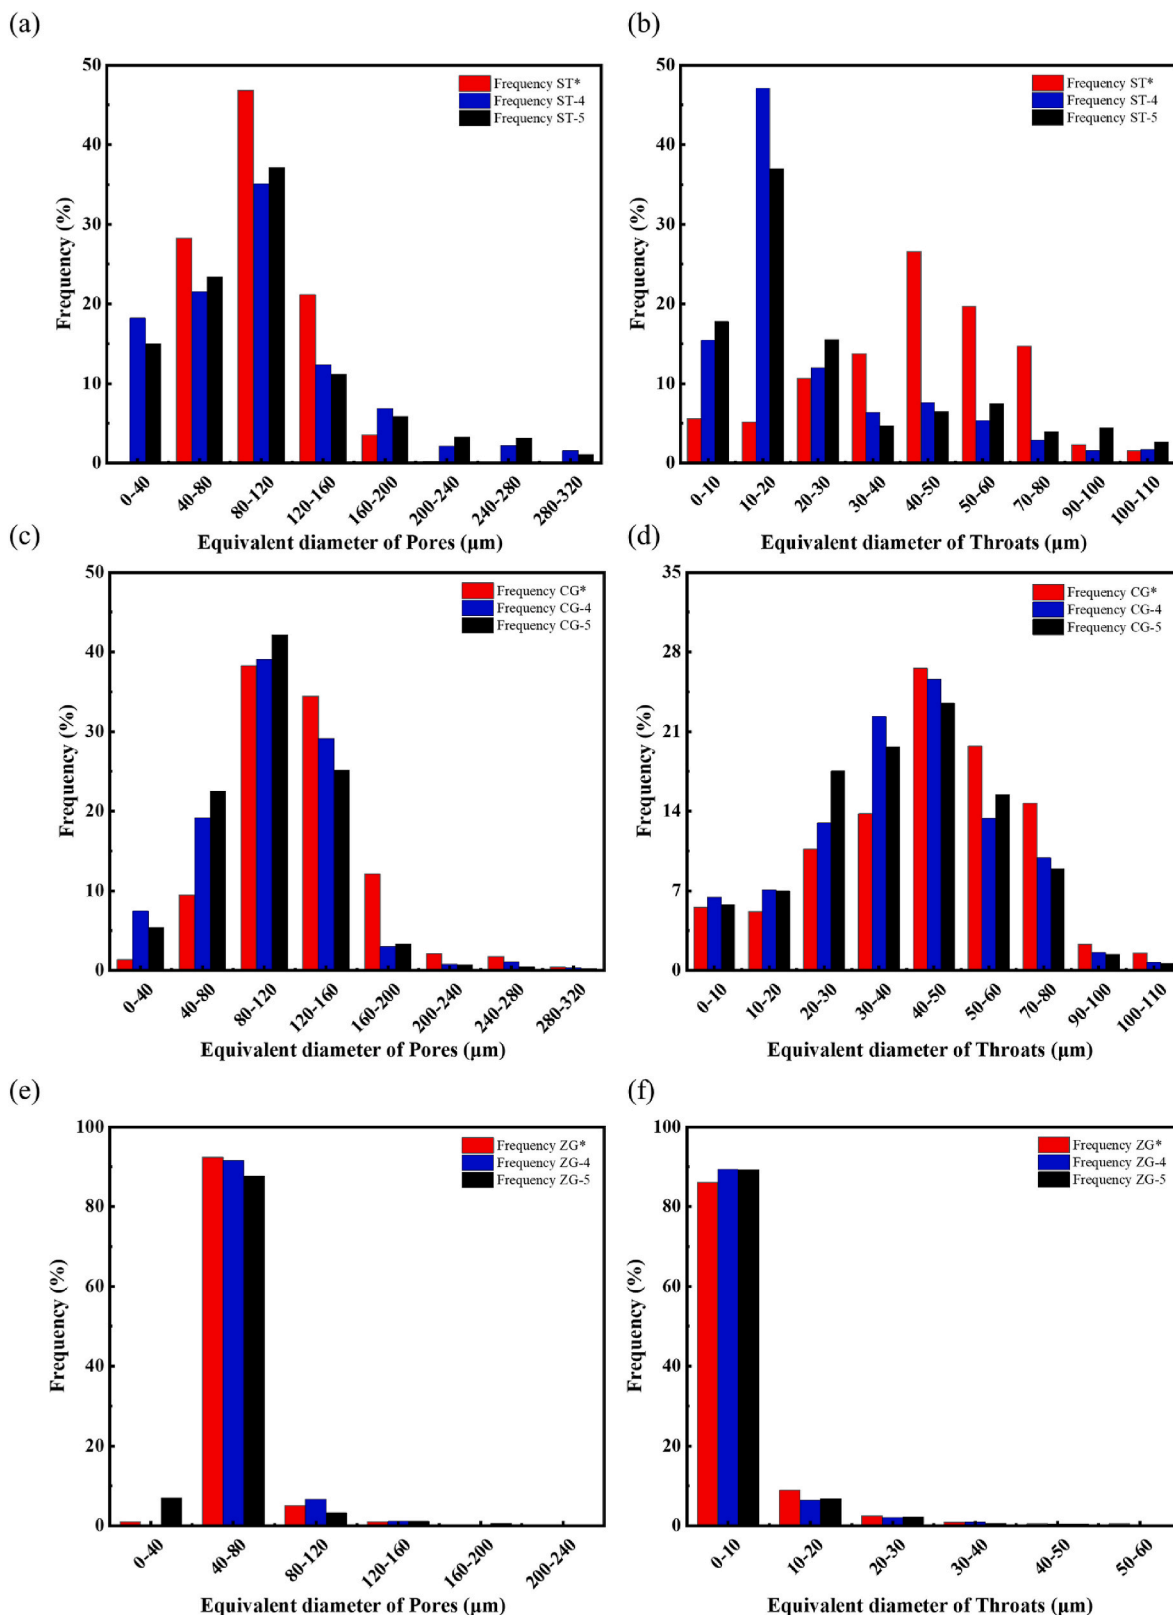 (a)
50
40
30
20
10
0
Frequency (%)
Frequency ST*
Frequency ST-4
Frequency ST-5
0-40
40-80
80-120
120-160
160-200
200-240
240-280
280-320
Equivalent diameter of Pores (μm)
(b)
50
40
30
20
10
0
Frequency (%)
Frequency ST*
Frequency ST-4
Frequency ST-5
0-10
10-20
20-30
30-40
40-50
50-60
70-80
90-100
100-110
Equivalent diameter of Throats (μm)
(c)
50
40
30
20
10
0
Frequency (%)
Frequency CG*
Frequency CG-4
Frequency CG-5
0-40
40-80
80-120
120-160
160-200
200-240
240-280
280-320
Equivalent diameter of Pores (μm)
(d)
35
28
21
14
7
0
Frequency (%)
Frequency CG*
Frequency CG-4
Frequency CG-5
0-10
10-20
20-30
30-40
40-50
50-60
70-80
90-100
100-110
Equivalent diameter of Throats (μm)
(e)
100
80
60
40
20
0
Frequency (%)
Frequency ZG*
Frequency ZG-4
Frequency ZG-5
0-40
40-80
80-120
120-160
160-200
200-240
Equivalent diameter of Pores (μm)
(f)
100
80
60
40
20
0
Frequency (%)
Frequency ZG*
Frequency ZG-4
Frequency ZG-5
0-10
10-20
20-30
30-40
40-50
50-60
Equivalent diameter of Throats (μm)